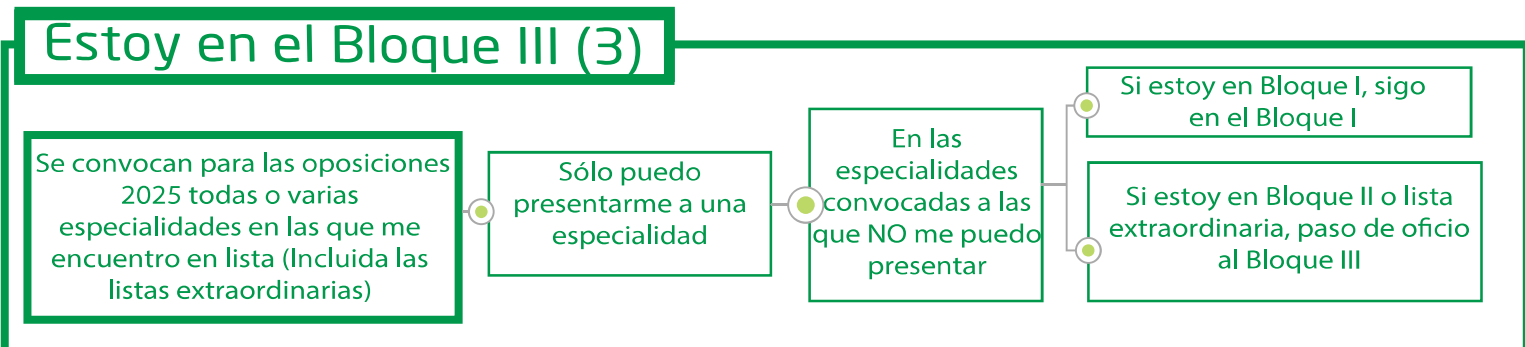 Estoy en el Bloque III (3)
Se convocan para las oposiciones
2025 todas o varias
especialidades en las que me
encuentro en lista (Incluida las
listas extraordinarias)
Sólo puedo
presentarme a una
especialidad
En las
especialidades
convocadas a las
que NO me puedo
presentar
Si estoy en Bloque I, sigo
en el Bloque I
Si estoy en Bloque II o lista
extraordinaria, paso de oficio
al Bloque III